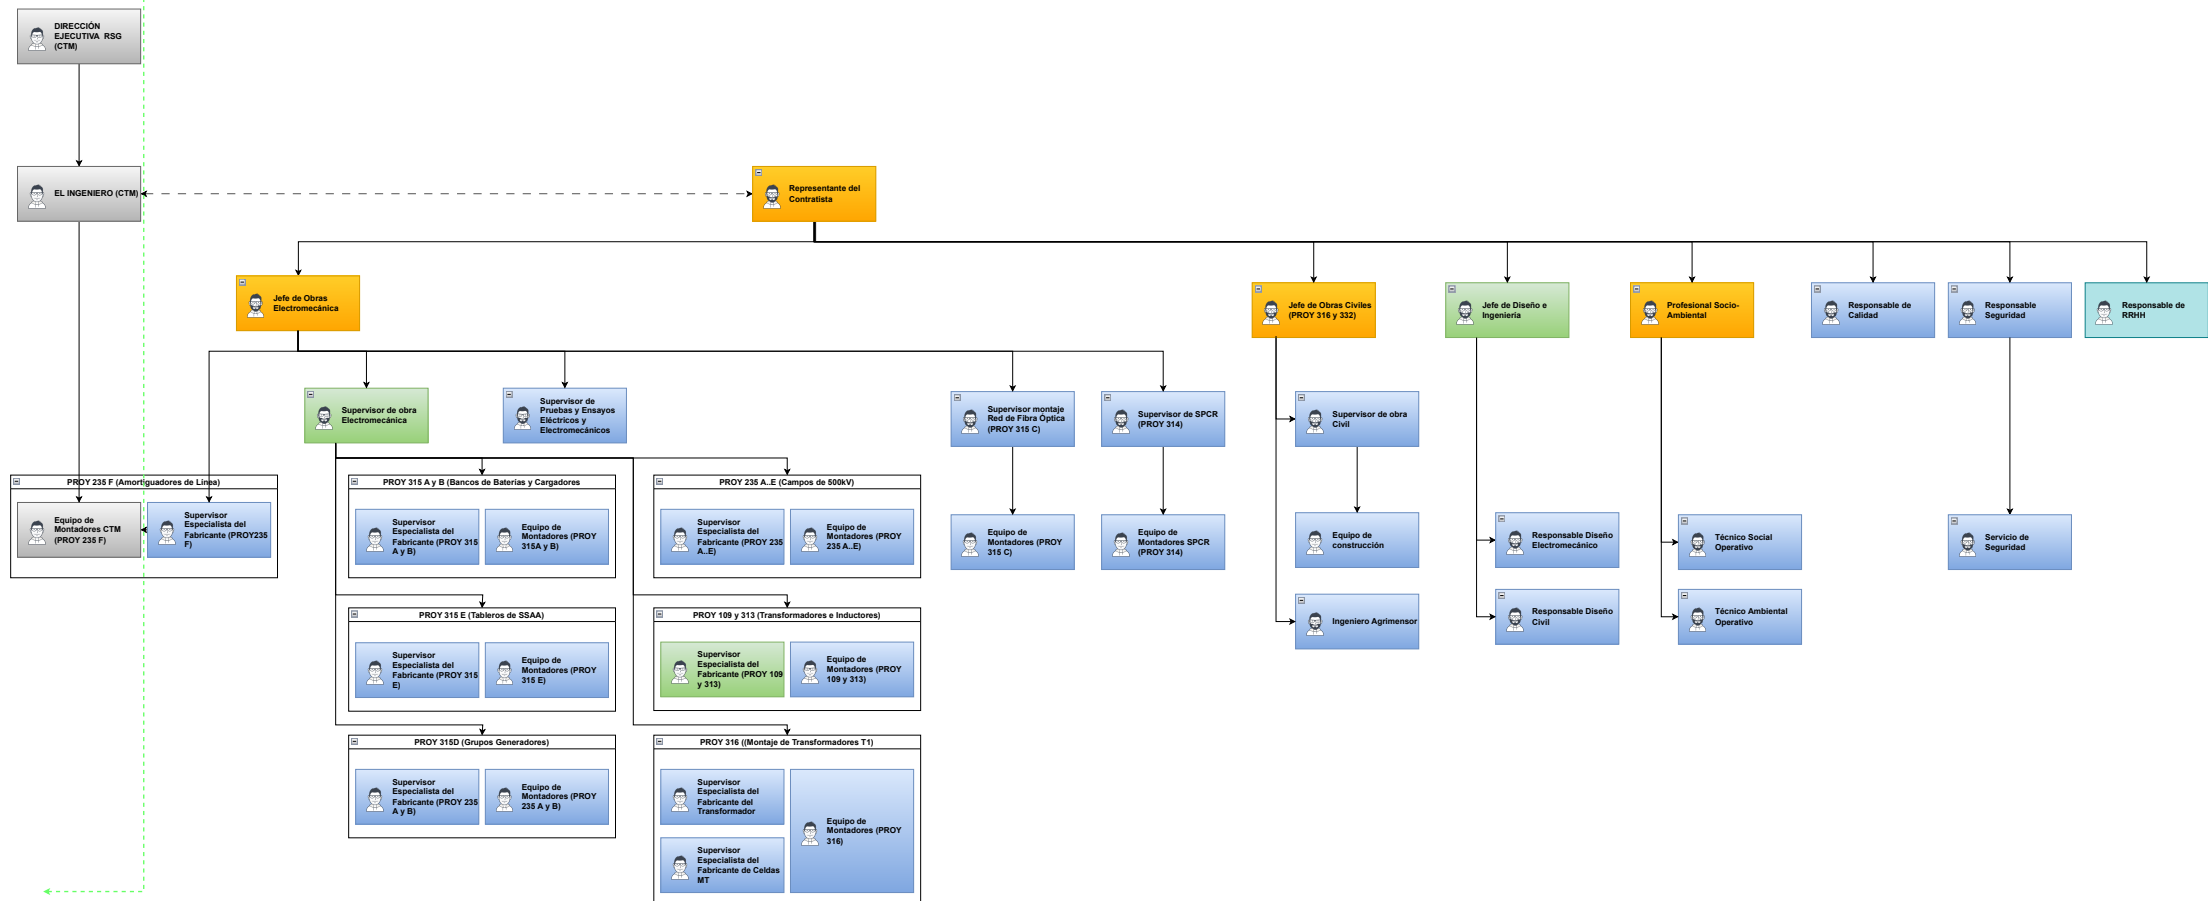 DIRECCIÓN
EJECUTIVA RSG
(CTM)
EL INGENIERO (CTM)
Representante del
Contratista
Jefe de Obras
Electromecánica
Jefe de Obras Civiles
(PROY 316 y 332)
Jefe de Diseño e
Ingenieria
Profesional Socio-
Ambiental
Responsable de
Calidad
Responsable
Seguridad
Responsable de
RRHH
Supervisor de obra
Electromecánica
Supervisor de
Pruebas y Ensayos
Eléctricos y
Electromecánicos
Supervisor montaje
Red de Fibra Óptica
(PROY 315 C)
Supervisor de SPCR
(PROY 314)
Supervisor de obra
Civil
PROY 235 F (Amortiguadores de Linea)
Equipo de
Montadores CTM
(PROY 235 F)
Supervisor
Especialista del
Fabricante (PROY235
F)
PROY 315 A y B (Bancos de Baterías y Cargadores
Supervisor
Especialista del
Fabricante (PROY 315
A y B)
Equipo de
Montadores (PROY
315A y B)
PROY 235 A..E (Campos de 500kV)
Supervisor
Especialista del
Fabricante (PROY 235
A..E)
Equipo de
Montadores (PROY
235 A..E)
Equipo de
Montadores (PROY
315 C)
Equipo de
Montadores SPCR
(PROY 314)
Equipo de
construcción
Responsable Diseño
Electromecánico
Técnico Social
Operativo
Servicio de
Seguridad
PROY 315 E (Tableros de SSAA)
Supervisor
Especialista del
Fabricante (PROY 315
E)
Equipo de
Montadores (PROY
315 E)
PROY 109 y 313 (Transformadores e Inductores)
Supervisor
Especialista del
Fabricante (PROY 109
y 313)
Equipo de
Montadores (PROY
109 y 313)
Ingeniero Agrimensor
Responsable Diseño
Civil
Técnico Ambiental
Operativo
PROY 315D (Grupos Generadores)
Supervisor
Especialista del
Fabricante (PROY 235
A y B)
Equipo de
Montadores (PROY
235 A y B)
PROY 316 ((Montaje de Transformadores T1)
Supervisor
Especialista del
Fabricante del
Transformador
Equipo de
Montadores (PROY
316)
Supervisor
Especialista del
Fabricante de Celdas
MT